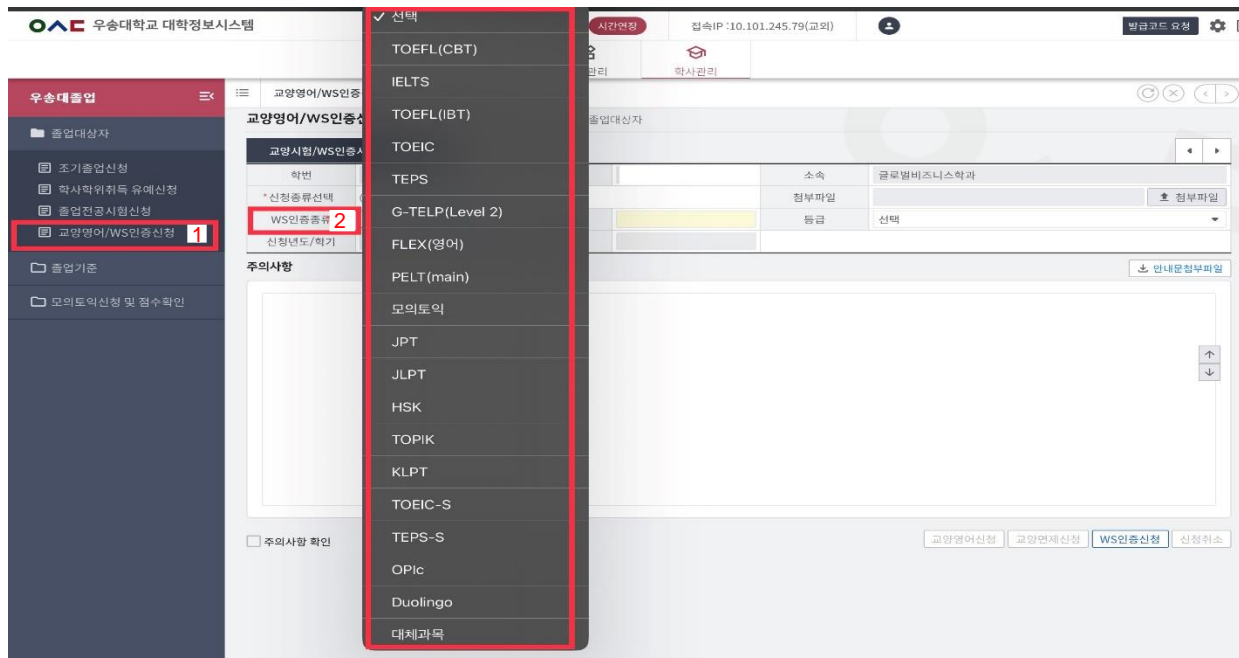 우송대학교 대학정보시스템
시간연장
접속IP :10.101.245.79(교외)
발급코드 요청
관리
학사관리
우송대졸업
졸업대상자
조기졸업신청
학사학위취득 유예신청
졸업전공시험신청
교양영어/WS인증신청 1
졸업기준
모의토익신청 및 점수확인
교양영어/WS인증
교양영어/WS인증신
졸업대상자
교양시험/WS인증
학번
소속 글로벌비즈니스학과
*신청종류선택
첨부파일 첨부파일
WS인증종류 2
등급 선택
신청년도/학기
주의사항
안내문첨부파일
✓ 선택
TOEFL(CBT)
IELTS
TOEFL(IBT)
TOEIC
TEPS
G-TELP(Level 2)
FLEX(영어)
PELT(main)
모의토익
JPT
JLPT
HSK
TOPIK
KLPT
TOEIC-S
TEPS-S
OPIc
Duolingo
대체과목
주의사항 확인
교양영어신청 교양면제신청 WS인증신청 신청취소